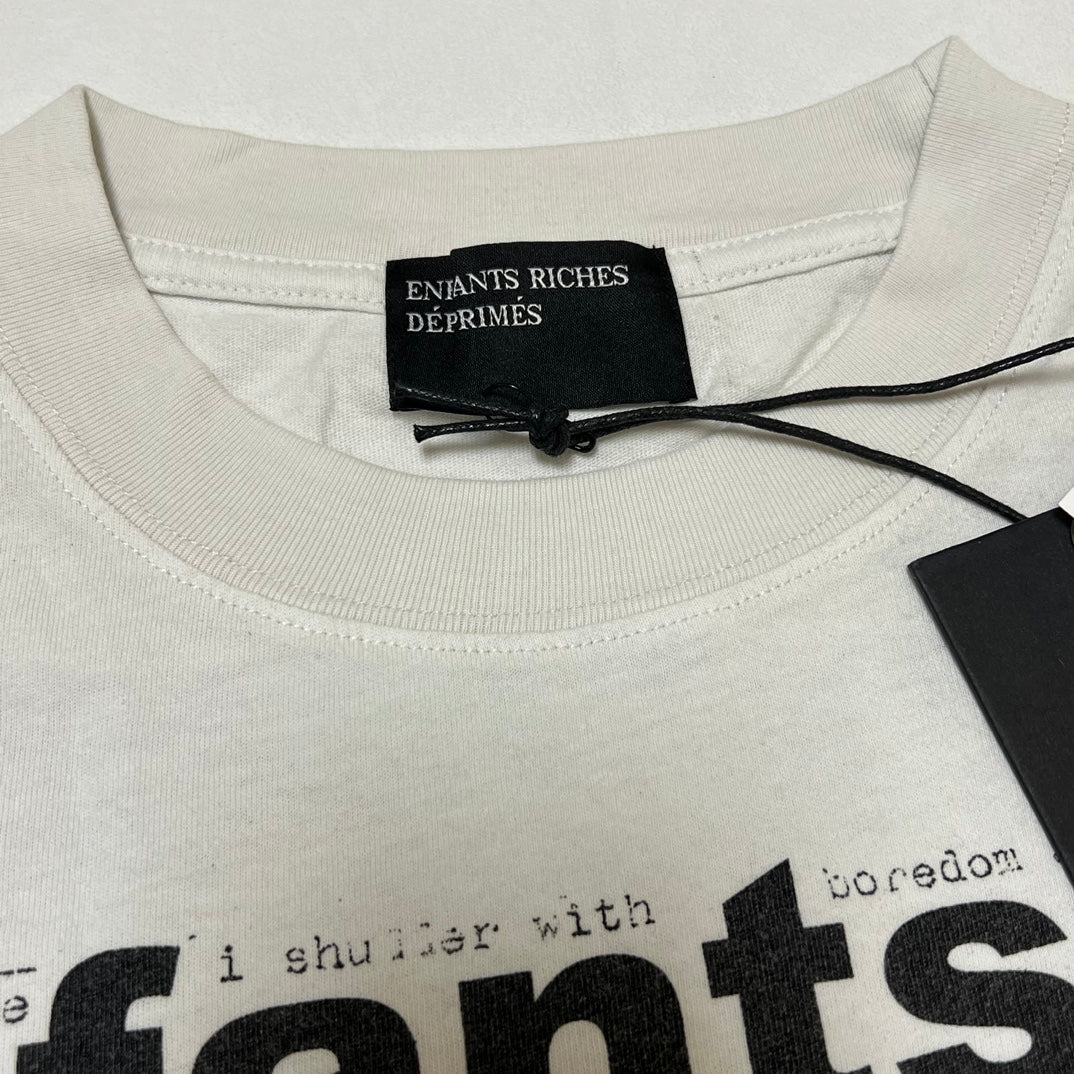 ENFANTS RICHES
DÉPRIMÉS
i shudder with boredom
e
fants